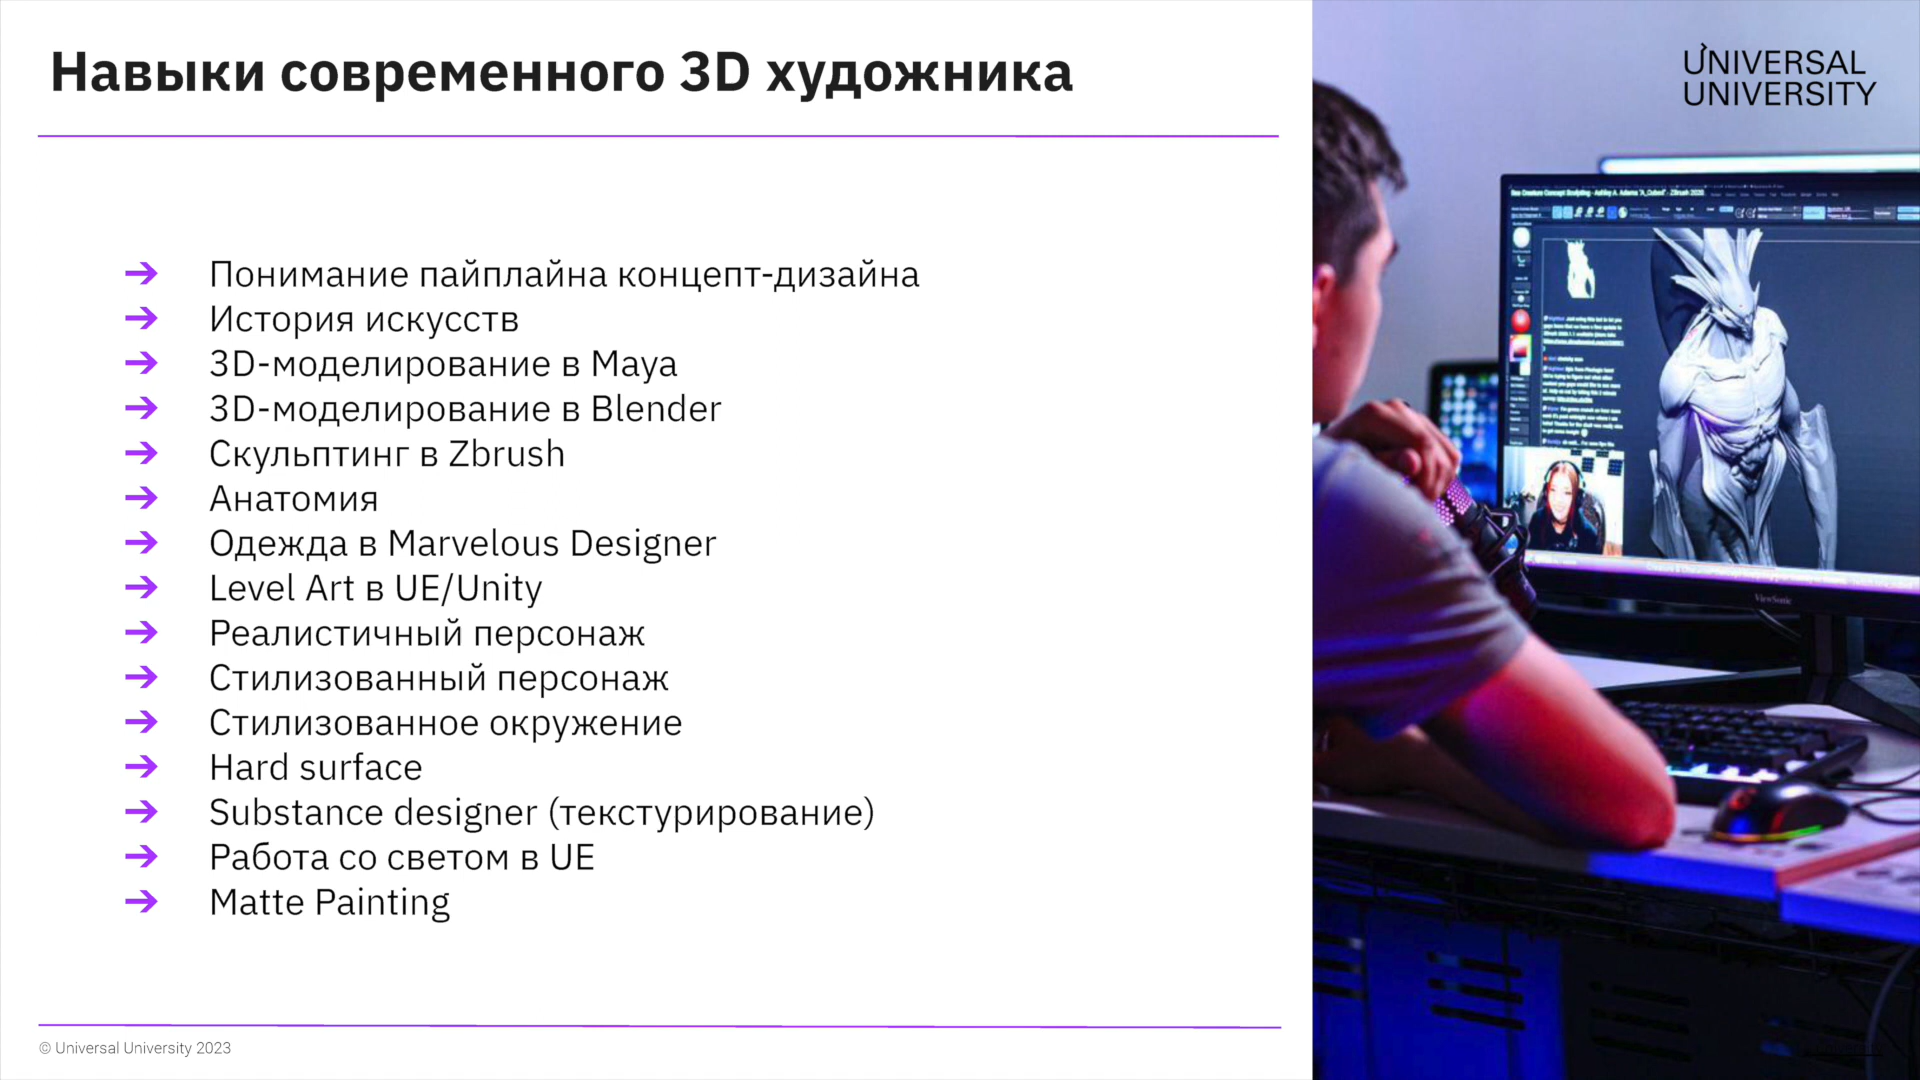 Навыки современного 3D художника
UNIVERSAL
UNIVERSITY
➔ Понимание пайплайна концепт-дизайна
➔ История искусств
➔ 3D-моделирование в Maya
➔ 3D-моделирование в Blender
➔ Скульптинг в Zbrush
➔ Анатомия
➔ Одежда в Marvelous Designer
➔ Level Art в UE/Unity
➔ Реалистичный персонаж
➔ Стилизованный персонаж
➔ Стилизованное окружение
➔ Hard surface
➔ Substance designer (текстурирование)
➔ Работа со светом в UE
➔ Matte Painting
ViewSonic
© Universal University 2023